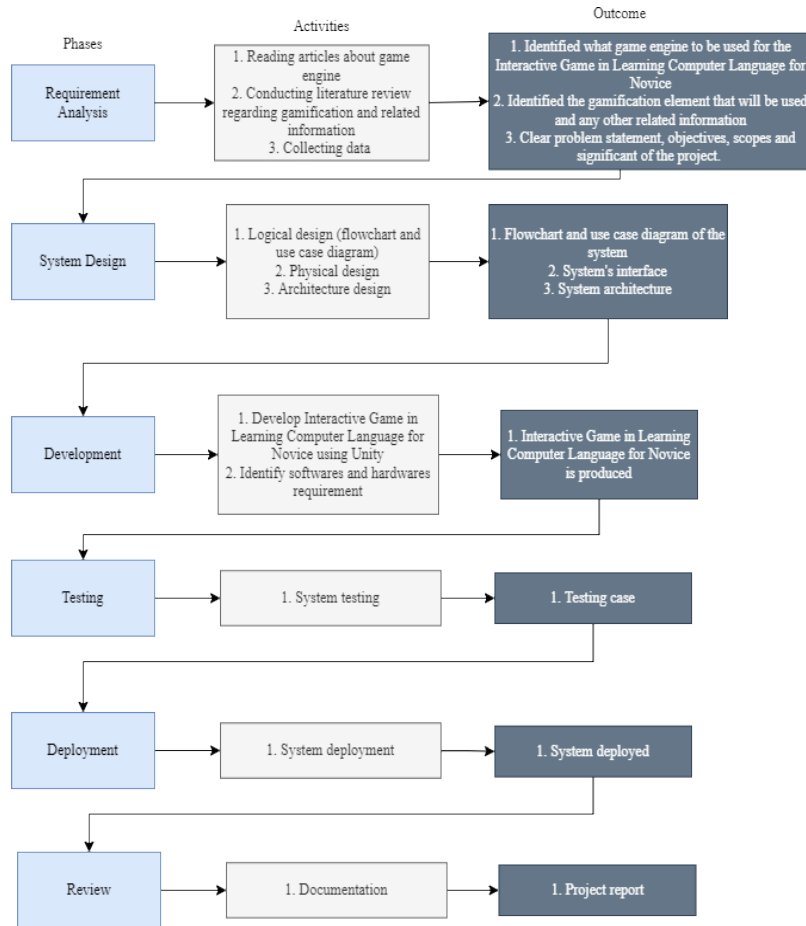 Phases
Activities
Outcome
Requirement
Analysis
1. Reading articles about game
engine
2. Conducting literature review
regarding gamification and related
information
3. Collecting data
1. Identified what game engine to be used for the
Interactive Game in Learning Computer Language for
Novice
2. Identified the gamification element that will be used
and any other related information
3. Clear problem statement, objectives, scopes and
significant of the project.
System Design
1. Logical design (flowchart and
use case diagram)
2. Physical design
3. Architecture design
1. Flowchart and use case diagram of the
system
2. System's interface
3. System architecture
Development
1. Develop Interactive Game in
Learning Computer Language for
Novice using Unity
2. Identify softwares and hardwares
requirement
1. Interactive Game in Learning
Computer Language for Novice
is produced
Testing
1. System testing
1. Testing case
Deployment
1. System deployment
1. System deployed
Review
1. Documentation
1. Project report